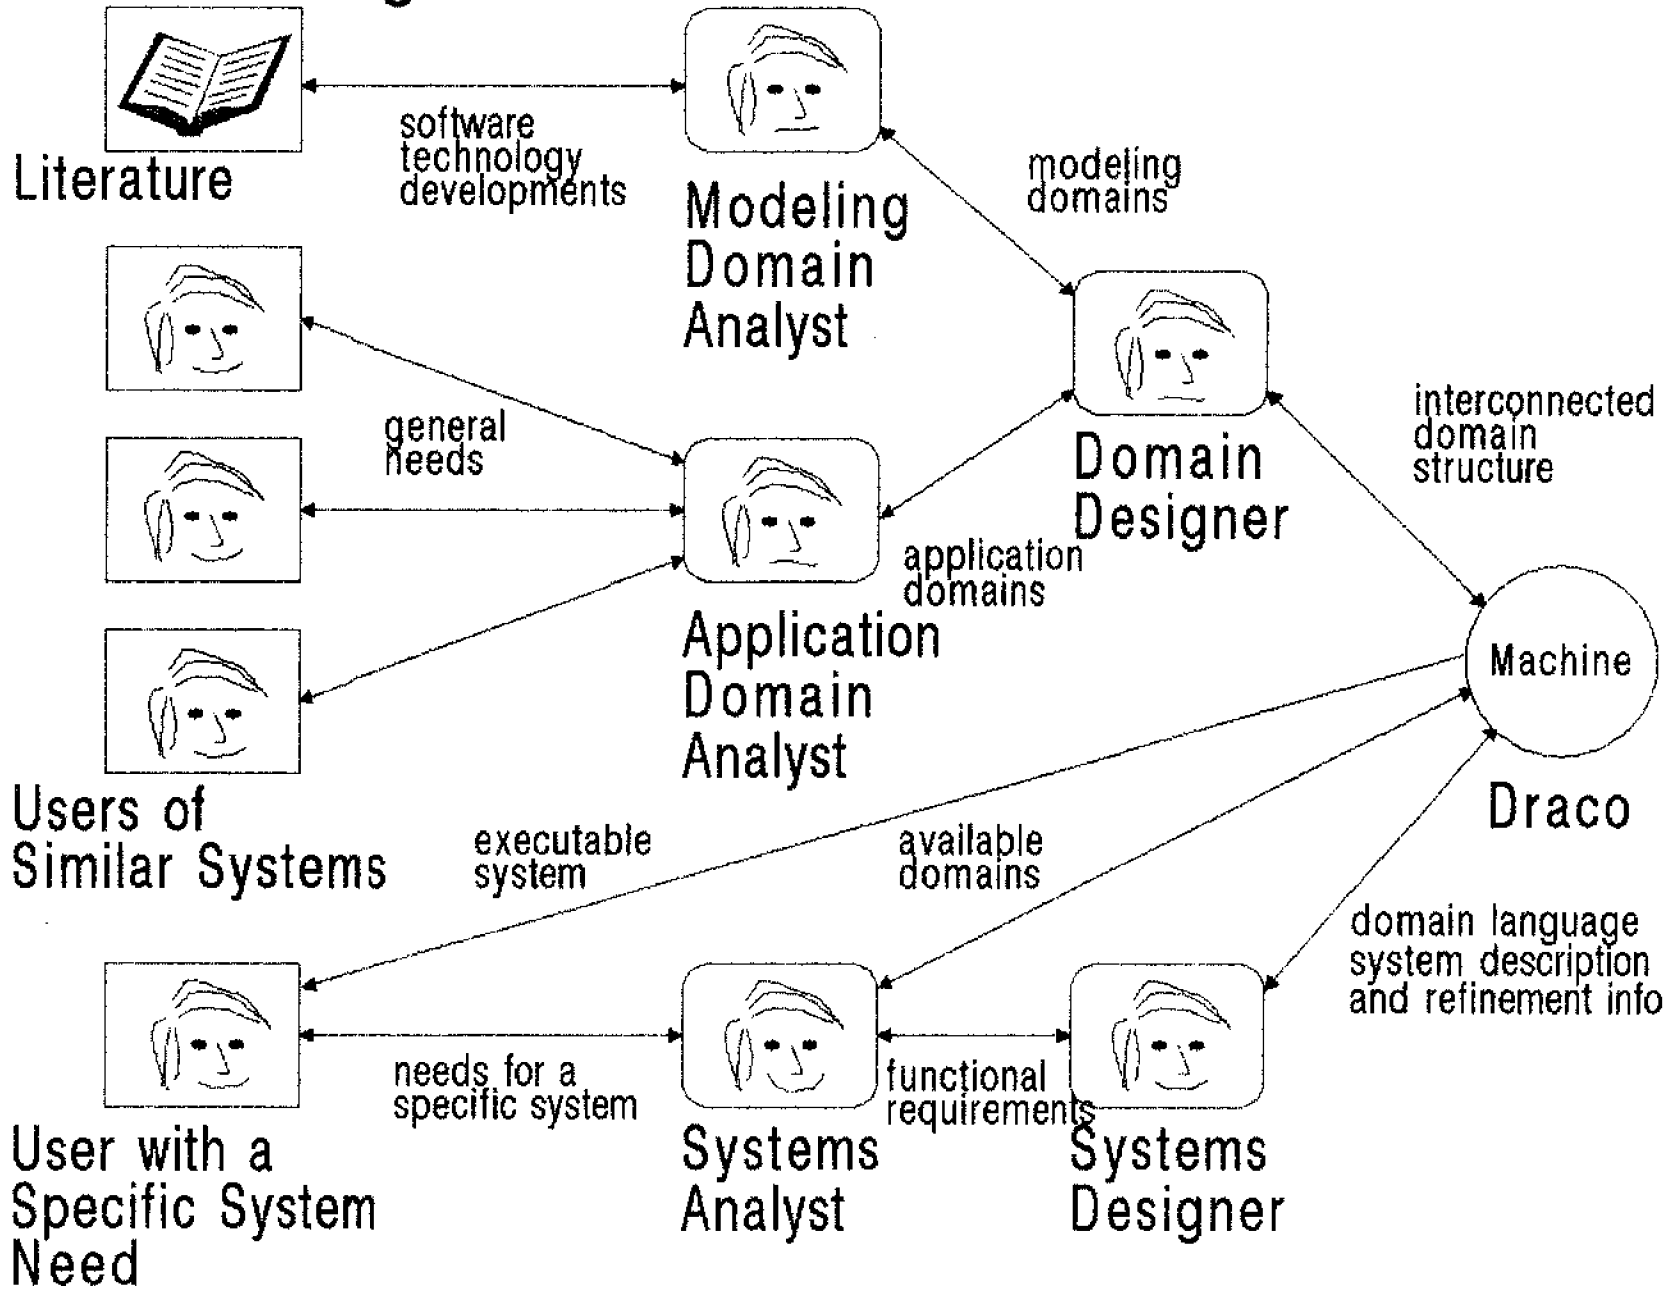 software
technology
developments
Literature
modeling
domains
Modeling
Domain
Analyst
general
needs
interconnected
domain
structure
Domain
Designer
application
domains
Application
Domain
Analyst
Machine
Draco
Users of
Similar Systems
executable
system
available
domains
domain language
system description
and refinement info
needs for a
specific system
functional
requirements
User with a
Specific System
Need
Systems
Analyst
Systems
Designer